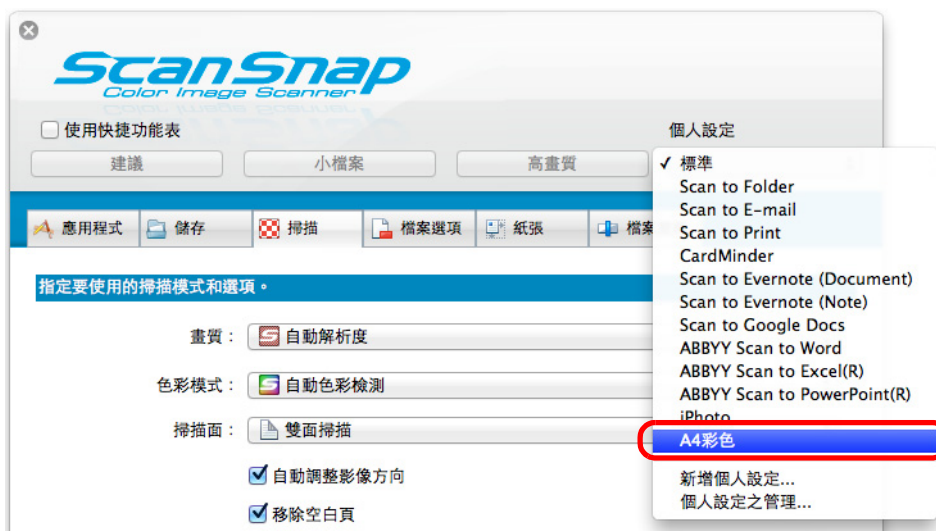 ScanSnap
Color Image Scanner
使用快捷功能表
個人設定
建議
小檔案
高畫質
✓ 標準
Scan to Folder
Scan to E-mail
Scan to Print
CardMinder
Scan to Evernote (Document)
Scan to Evernote (Note)
Scan to Google Docs
ABBYY Scan to Word
ABBYY Scan to Excel(R)
ABBYY Scan to PowerPoint(R)
iPhoto
A4彩色
新增個人設定...
個人設定之管理...
應用程式
儲存
掃描
檔案選項
紙張
檔案
指定要使用的掃描模式和選項。
畫質：
自動解析度
色彩模式：
自動色彩檢測
掃描面：
雙面掃描
自動調整影像方向
移除空白頁